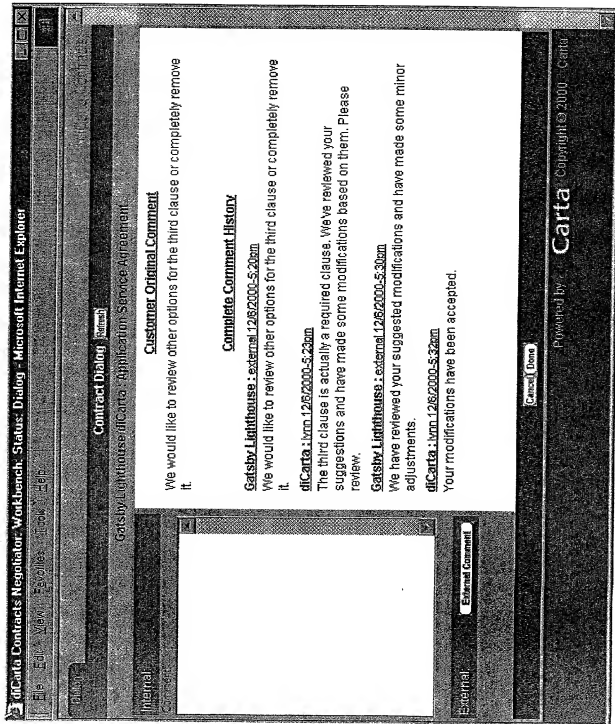 diCarta Contracts Negotiator: Workbench. Status: Dialog - Microsoft Internet Explorer
File Edit View Favorites Tools Help
Contract Dialog Refresh
Gatsby Lighthouse/diCarta - Application Service Agreement
Internal
External
External Comment
Customer Original Comment
We would like to review other options for the third clause or completely remove
it.
Complete Comment History
Gatsby Lighthouse : external 12/6/2000-5:20pm
We would like to review other options for the third clause or completely remove
it.
diCarta : lynn 12/6/2000-5:23pm
The third clause is actually a required clause. We've reviewed your
suggestions and have made some modifications based on them. Please
review.
Gatsby Lighthouse : external 12/6/2000-5:30pm
We have reviewed your suggested modifications and have made some minor
adjustments.
diCarta : lynn 12/6/2000-5:32pm
Your modifications have been accepted.
Cancel Done
Powered by Carta Copyright © 2000 Carta